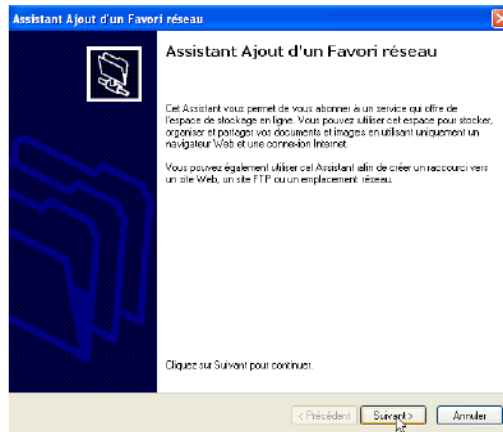 Assistant Ajout d'un Favori réseau
Assistant Ajout d'un Favori réseau
Cet Assistant vous permet de vous abonner à un service qui offre de
l'espace de stockage en ligne. Vous pouvez utiliser cet espace pour stocker,
organiser et partager vos documents et images en utilisant uniquement un
navigateur Web et une connexion Internet.
Vous pouvez également utiliser cet Assistant afin de créer un raccourci vers
un site Web, un site FTP ou un emplacement réseau.
Cliquez sur Suivant pour continuer.
< Précédent Suivant > Annuler